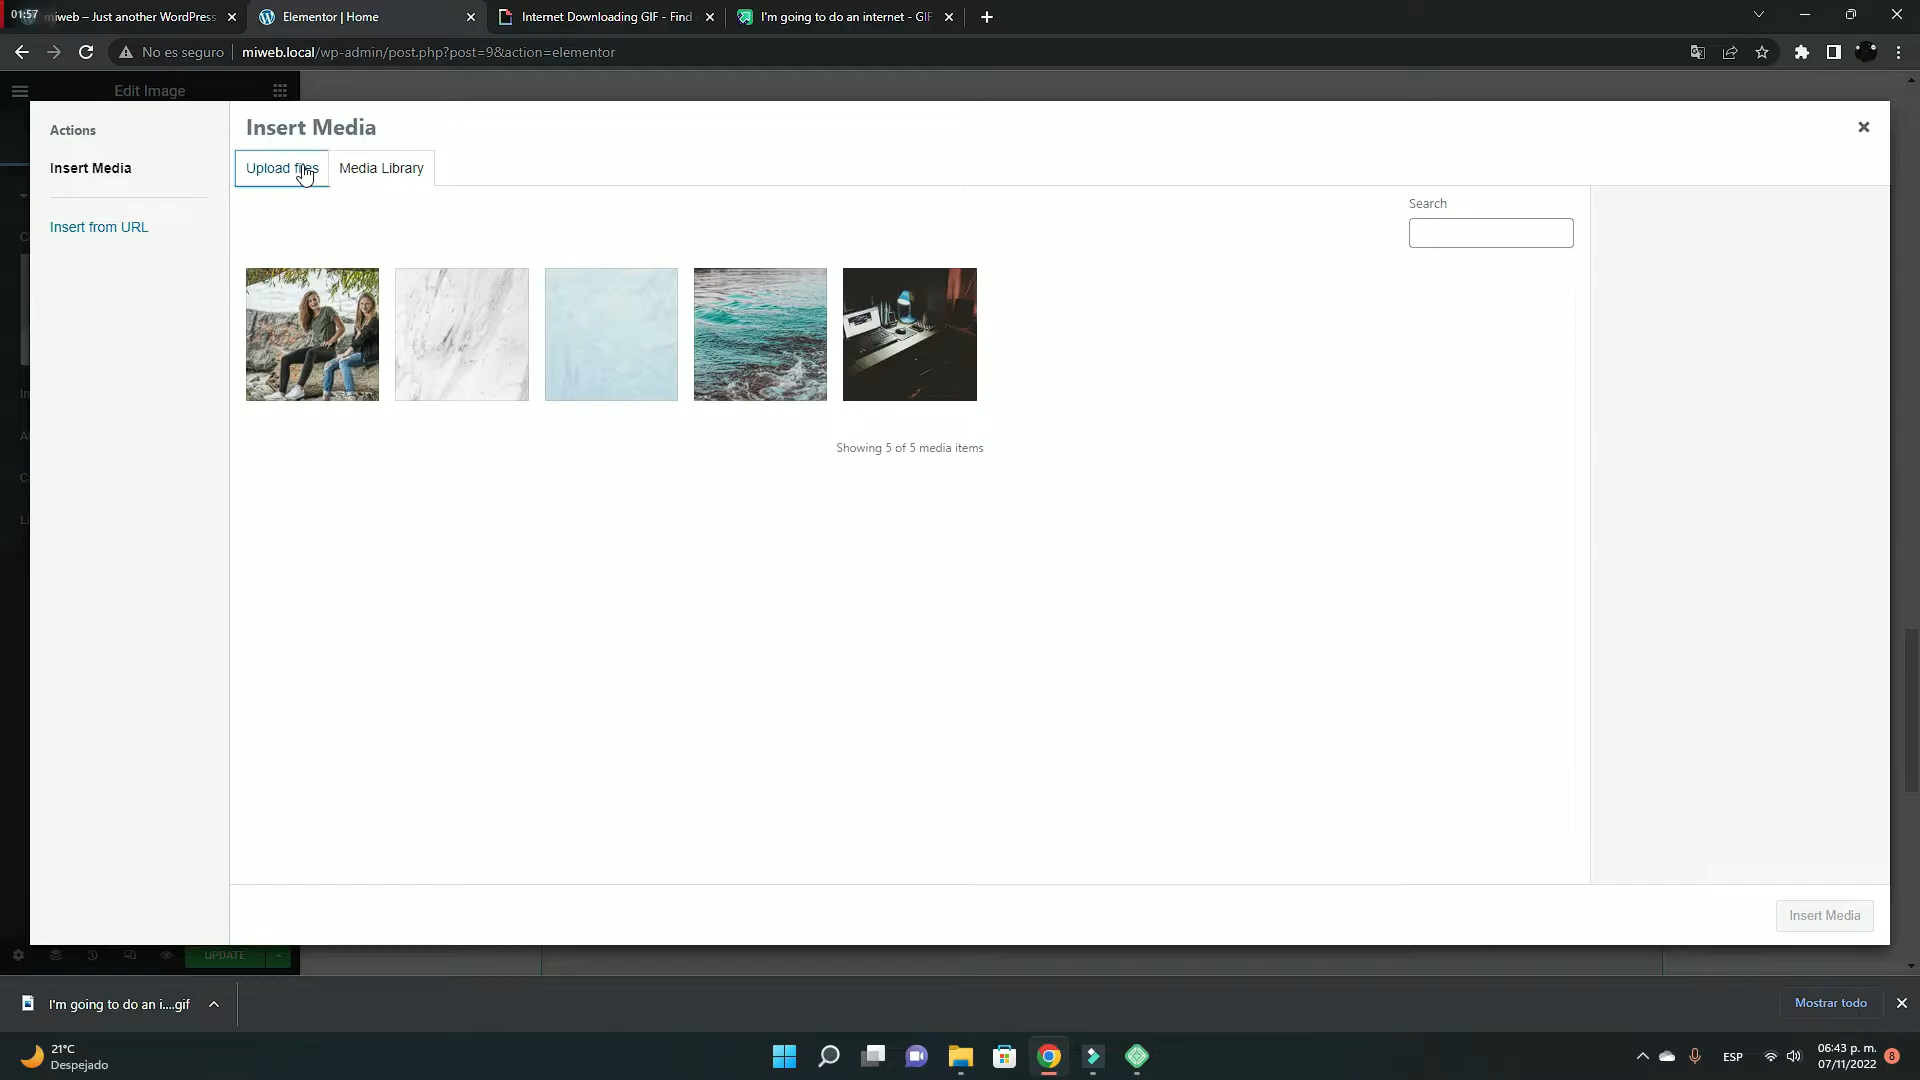 01:57
miweb – Just another WordPress
Elementor | Home
Internet Downloading GIF - Find
I'm going to do an internet - GIF
No es seguro
miweb.local/wp-admin/post.php?post=9&action=elementor
Edit Image
Actions
Insert Media
Insert from URL
Insert Media
Upload files
Media Library
Search
Showing 5 of 5 media items
Insert Media
UPDATE
I'm going to do an i....gif
Mostrar todo
21°C
Despejado
ESP
06:43 p. m.
07/11/2022
8